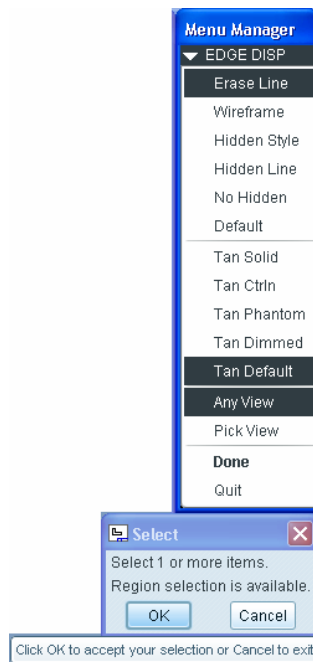 Menu Manager
EDGE DISP
Erase Line
Wireframe
Hidden Style
Hidden Line
No Hidden
Default
Tan Solid
Tan Ctrln
Tan Phantom
Tan Dimmed
Tan Default
Any View
Pick View
Done
Quit
Select
Select 1 or more items.
Region selection is available.
OK Cancel
Click OK to accept your selection or Cancel to exit